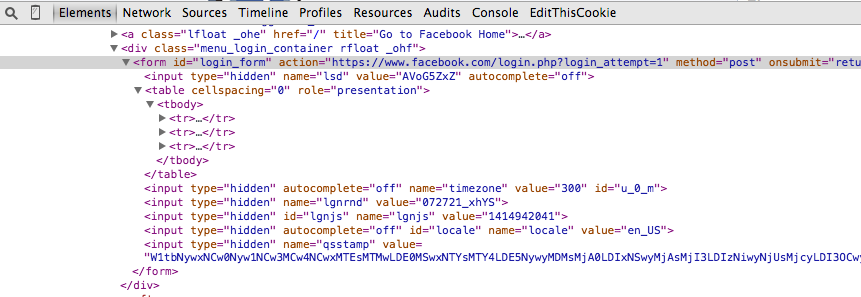 Elements Network Sources Timeline Profiles Resources Audits Console EditThisCookie
<a class="lfloat _ohe" href="/" title="Go to Facebook Home">…</a>
<div class="menu_login_container rfloat _ohf">
<form id="login_form" action="https://www.facebook.com/login.php?login_attempt=1" method="post" onsubmit="retu
<input type="hidden" name="lsd" value="AVoG5ZxZ" autocomplete="off">
<table cellspacing="0" role="presentation">
<tbody>
<tr>…</tr>
<tr>…</tr>
<tr>…</tr>
</tbody>
</table>
<input type="hidden" autocomplete="off" name="timezone" value="300" id="u_0_m">
<input type="hidden" name="lgnrnd" value="072721_xhYS">
<input type="hidden" id="lgnjs" name="lgnjs" value="1414942041">
<input type="hidden" autocomplete="off" id="locale" name="locale" value="en_US">
<input type="hidden" name="qsstamp" value=
"W1tbNywxNCw0Nyw1NCw3MCw4NCwxMTEsMTMwLDE0MSwxNTYsMTY4LDE5NywyMDMsMjA0LDIxNSwyMjAsMjI3LDIzNiwyNjUsMjcyLDI3OCwy
</form>
</div>